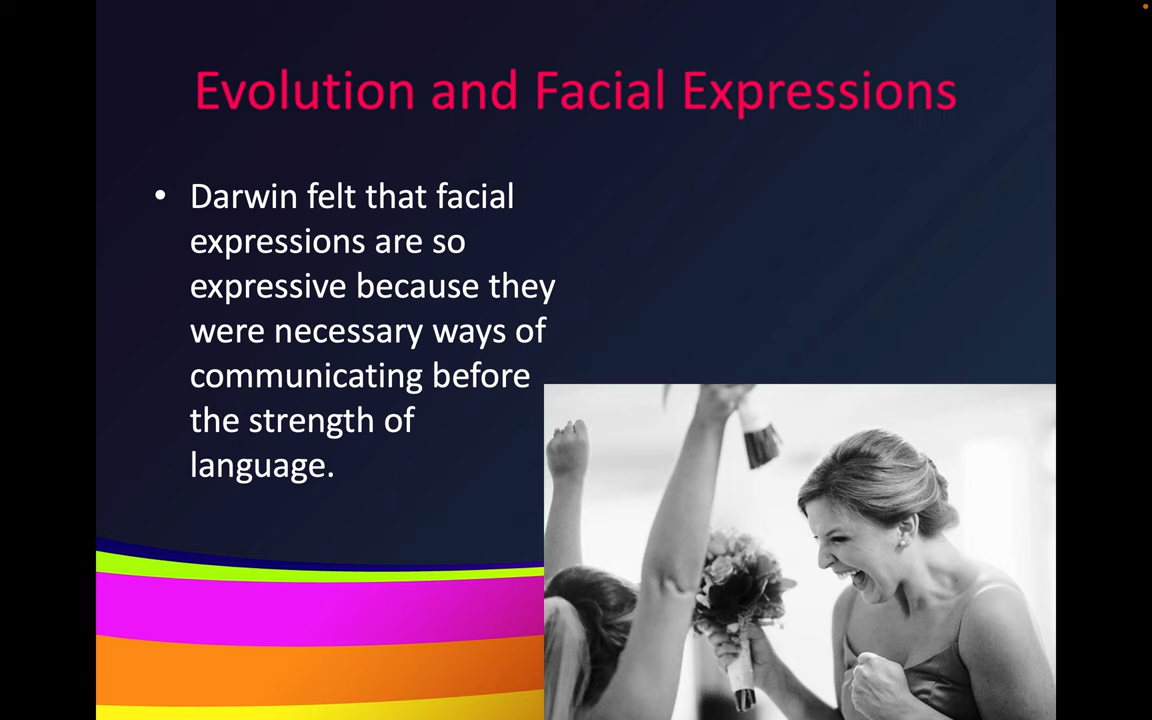 Evolution and Facial Expressions
• Darwin felt that facial
expressions are so
expressive because they
were necessary ways of
communicating before
the strength of
language.